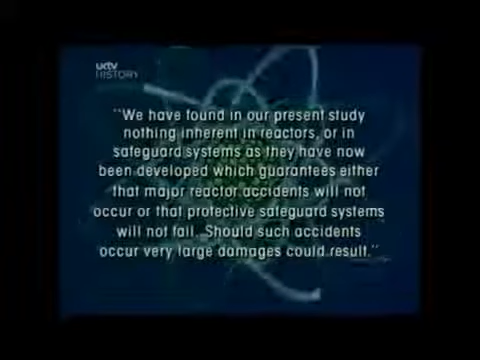 uktv
HISTORY
"We have found in our present study
nothing inherent in reactors, or in
safeguard systems as they have now
been developed which guarantees either
that major reactor accidents will not
occur or that protective safeguard systems
will not fail. Should such accidents
occur very large damages could result."